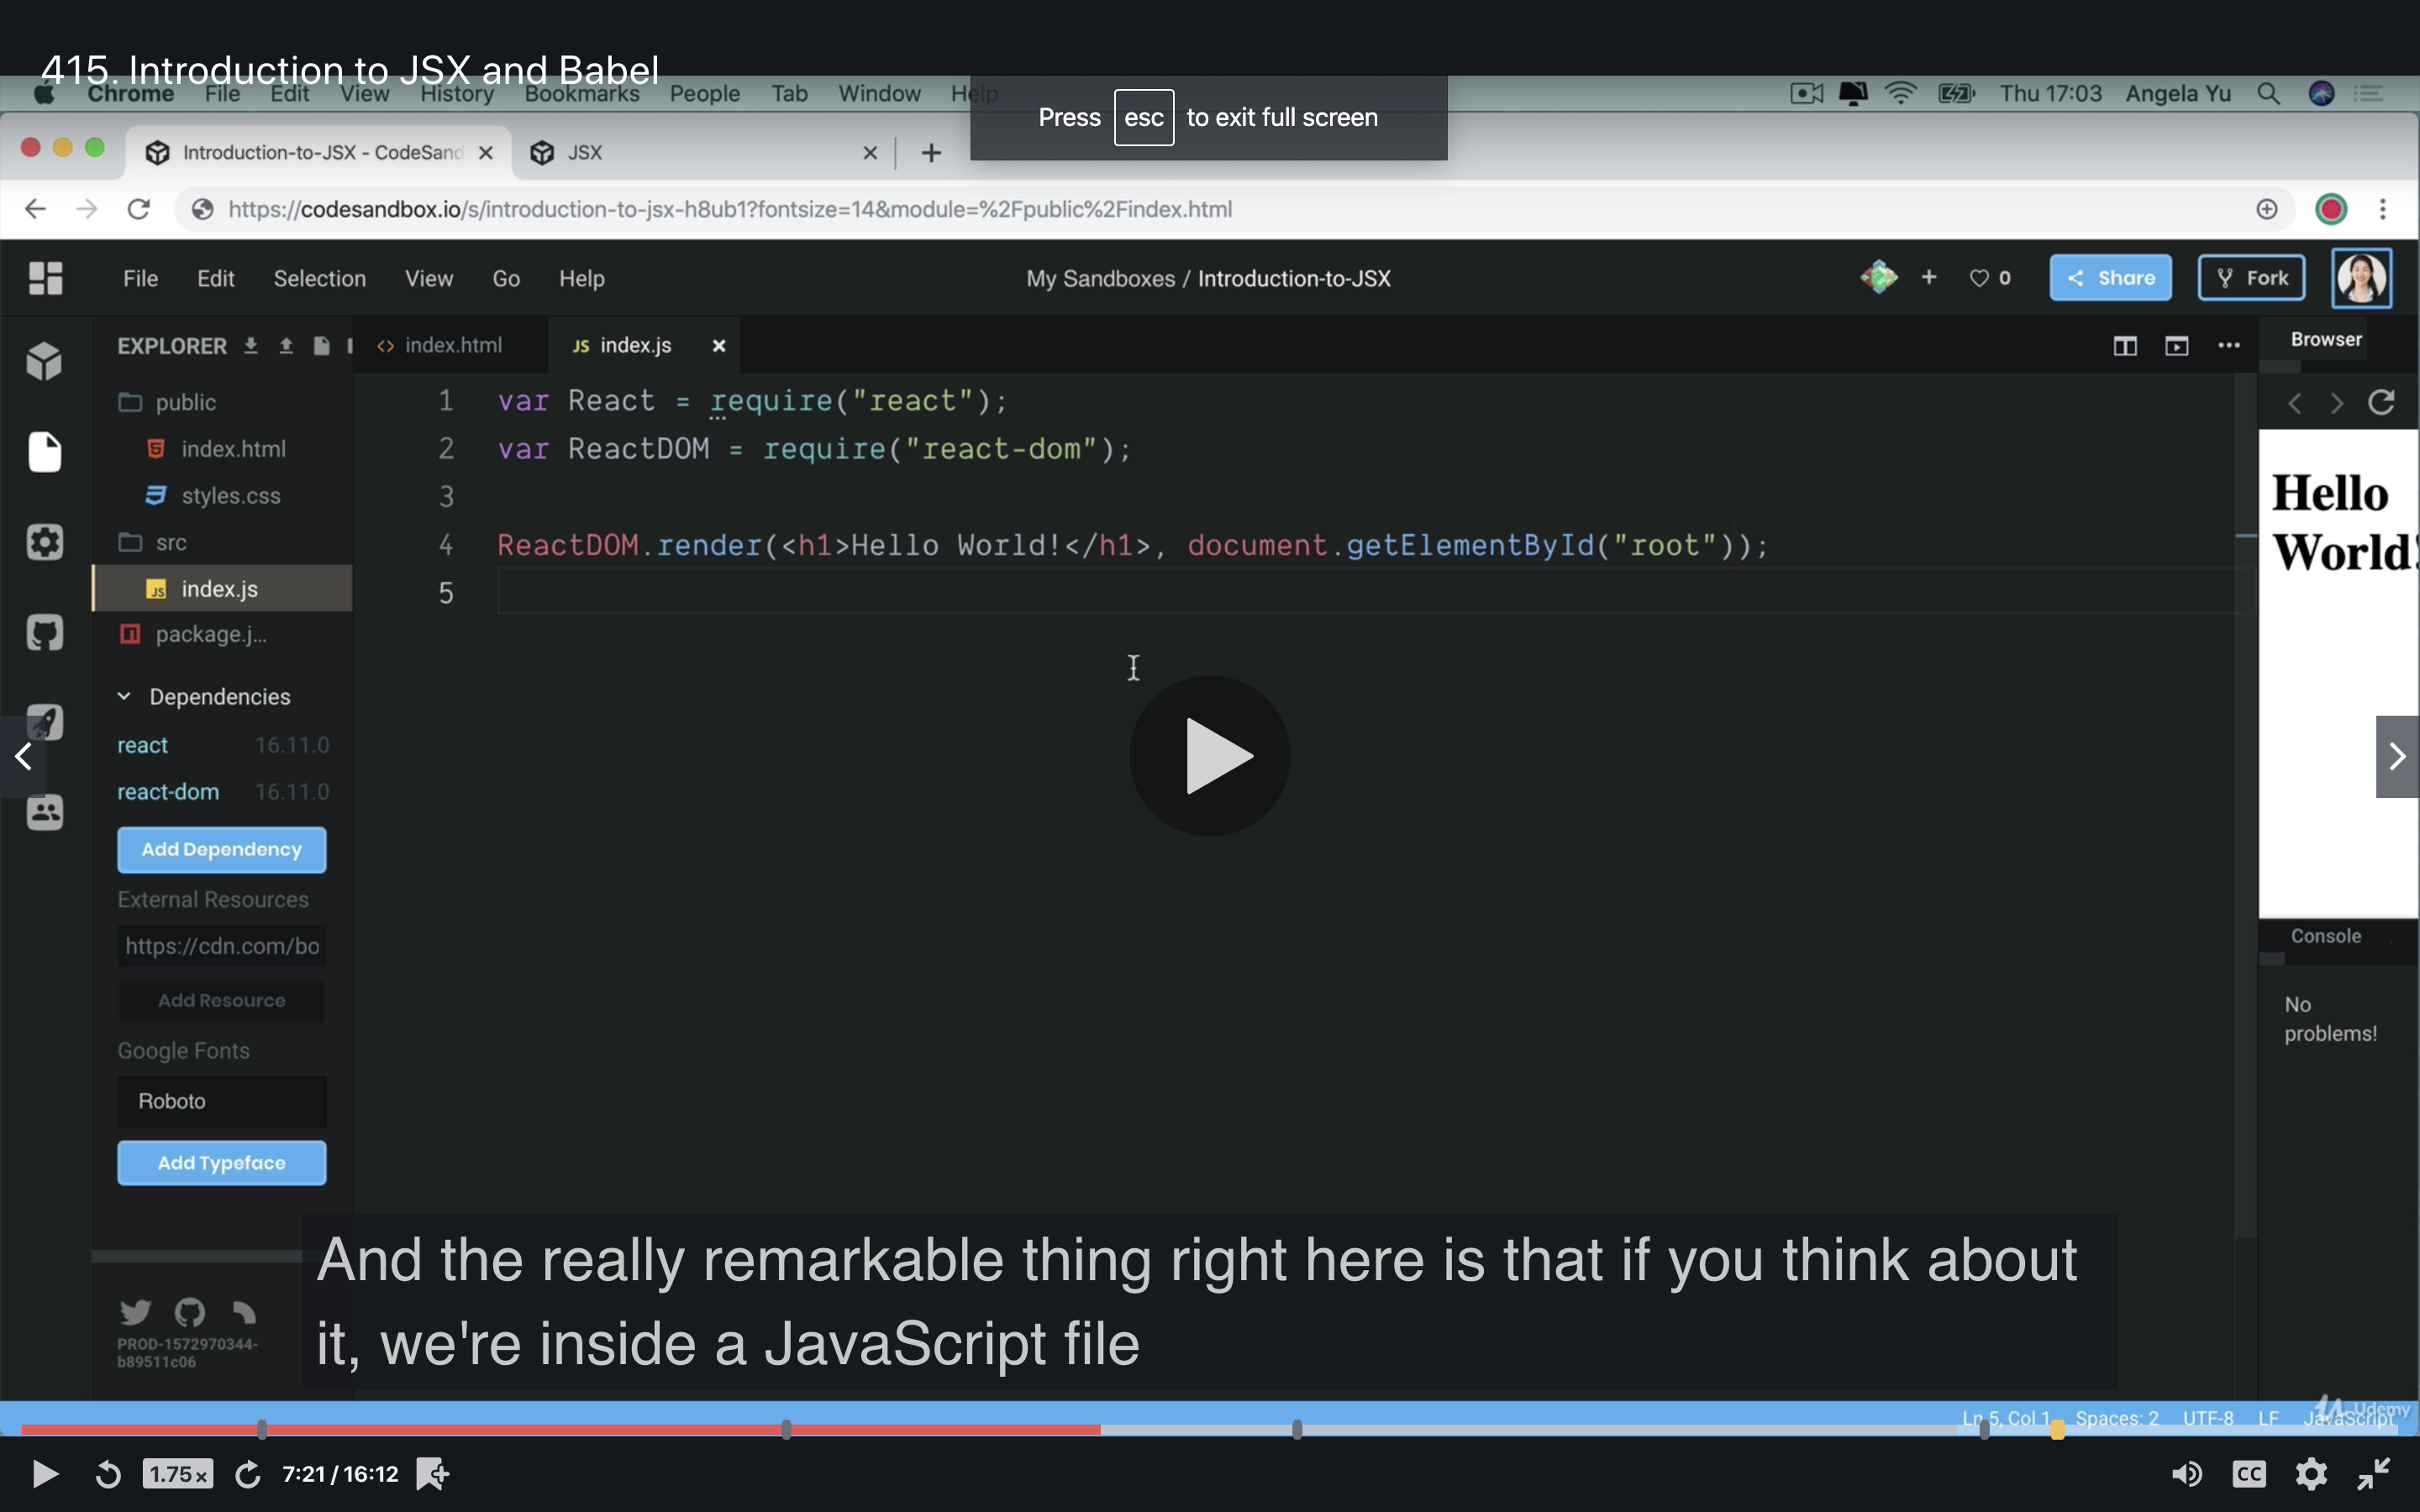 415. Introduction to JSX and Babel
Chrome File Edit View History Bookmarks People Tab Window Help
Thu 17:03 Angela Yu
Press esc to exit full screen
Introduction-to-JSX - CodeSand
JSX
https://codesandbox.io/s/introduction-to-jsx-h8ub1?fontsize=14&module=%2Fpublic%2Findex.html
File Edit Selection View Go Help
My Sandboxes / Introduction-to-JSX
0 Share Fork
EXPLORER
public
index.html
styles.css
src
index.js
package.j...
Dependencies
react 16.11.0
react-dom 16.11.0
Add Dependency
External Resources
https://cdn.com/bo
Add Resource
Google Fonts
Roboto
Add Typeface
PROD-1572970344-
b89511c06
<> index.html JS index.js
1 var React = require("react");
2 var ReactDOM = require("react-dom");
3
4 ReactDOM.render(<h1>Hello World!</h1>, document.getElementById("root"));
5
Browser
Hello
World!
Console
No
problems!
And the really remarkable thing right here is that if you think about
it, we're inside a JavaScript file
Ln 5, Col 1 Spaces: 2 UTF-8 LF JavaScript
Udemy
1.75x 7:21 / 16:12
CC